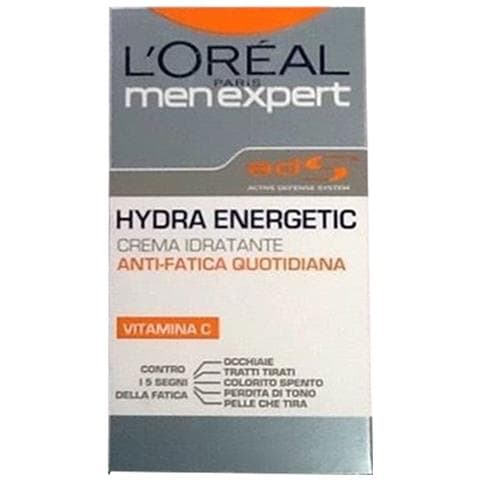 L'ORÉAL
PARIS
men expert
adS
ACTIVE DEFENSE SYSTEM
HYDRA ENERGETIC
CREMA IDRATANTE
ANTI-FATICA QUOTIDIANA
VITAMINA C
CONTRO
I 5 SEGNI
DELLA FATICA
OCCHIAIE
TRATTI TIRATI
COLORITO SPENTO
PERDITA DI TONO
PELLE CHE TIRA